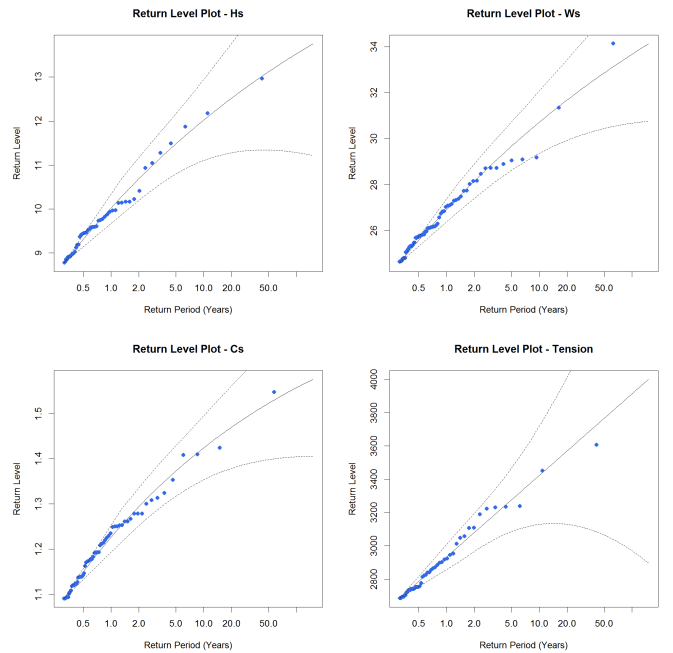 Return Level Plot - Hs
Return Level
9
10
11
12
13
0.5 1.0 2.0 5.0 10.0 20.0 50.0
Return Period (Years)
Return Level Plot - Ws
Return Level
26
28
30
32
34
0.5 1.0 2.0 5.0 10.0 20.0 50.0
Return Period (Years)
Return Level Plot - Cs
Return Level
1.1
1.2
1.3
1.4
1.5
0.5 1.0 2.0 5.0 10.0 20.0 50.0
Return Period (Years)
Return Level Plot - Tension
Return Level
2800
3000
3200
3400
3600
3800
4000
0.5 1.0 2.0 5.0 10.0 20.0 50.0
Return Period (Years)